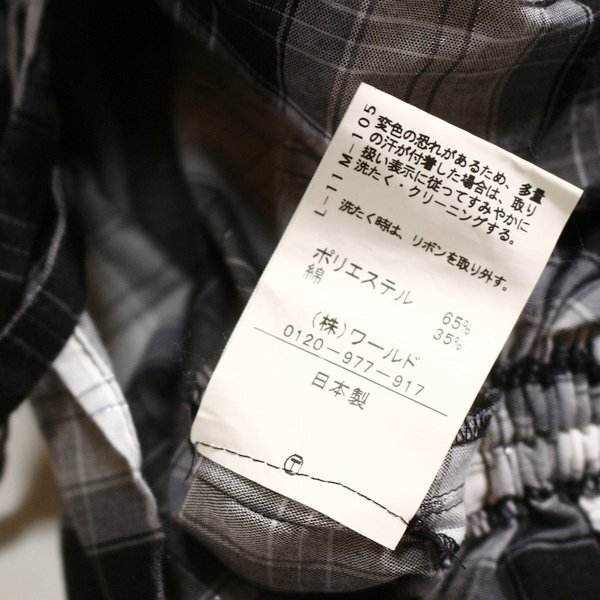 変色の恐れがあるため、多量
の汗が付着した場合は、取り
扱い表示に従ってすみやかに
洗たく・クリーニングする。
L-11M-105
洗たく時は、リボンを取り外す。
ポリエステル 65%
綿 35%
(株)ワールド
0120-977-917
日本製